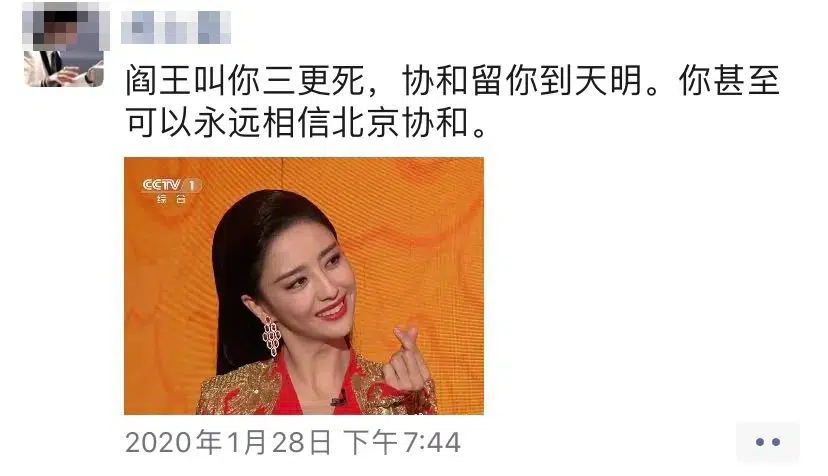 阎王叫你三更死，协和留你到天明。你甚至
可以永远相信北京协和。
CCTV 1
综合
2020年1月28日 下午7:44